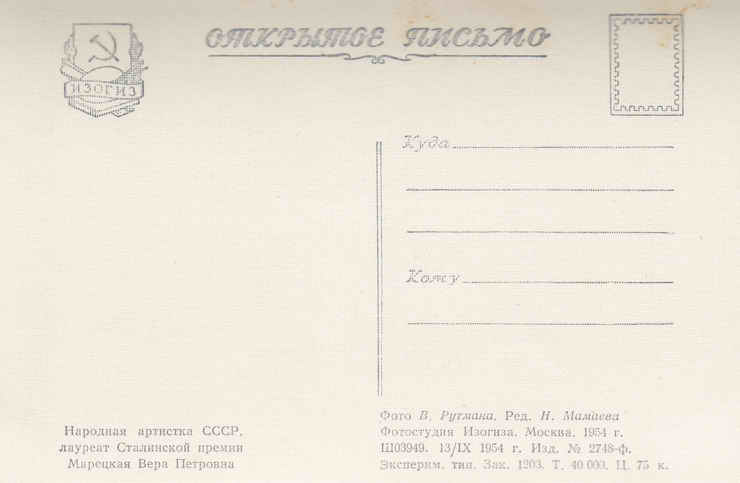 ОТКРЫТОЕ ПИСЬМО
ИЗОГИЗ
Куда
Кому
Народная артистка СССР,
лауреат Сталинской премии
Марецкая Вера Петровна
Фото В. Рутмана. Ред. Н. Мамаева
Фотостудия Изогиза. Москва. 1954 г.
Ш03949. 13/IX 1954 г. Изд. № 2748-ф.
Эксперим. тип. Зак. 1203. Т. 40 000. Ц. 75 к.